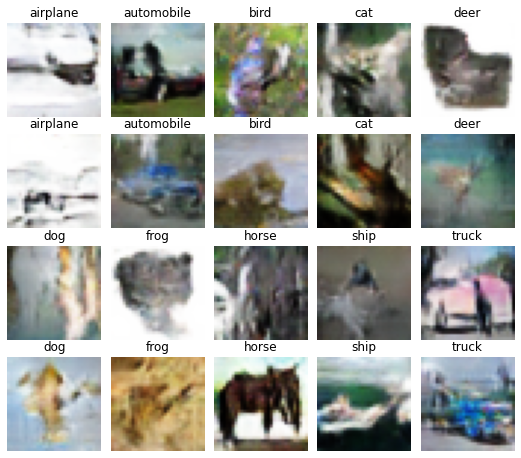 airplane automobile bird cat deer
airplane automobile bird cat deer
dog frog horse ship truck
dog frog horse ship truck